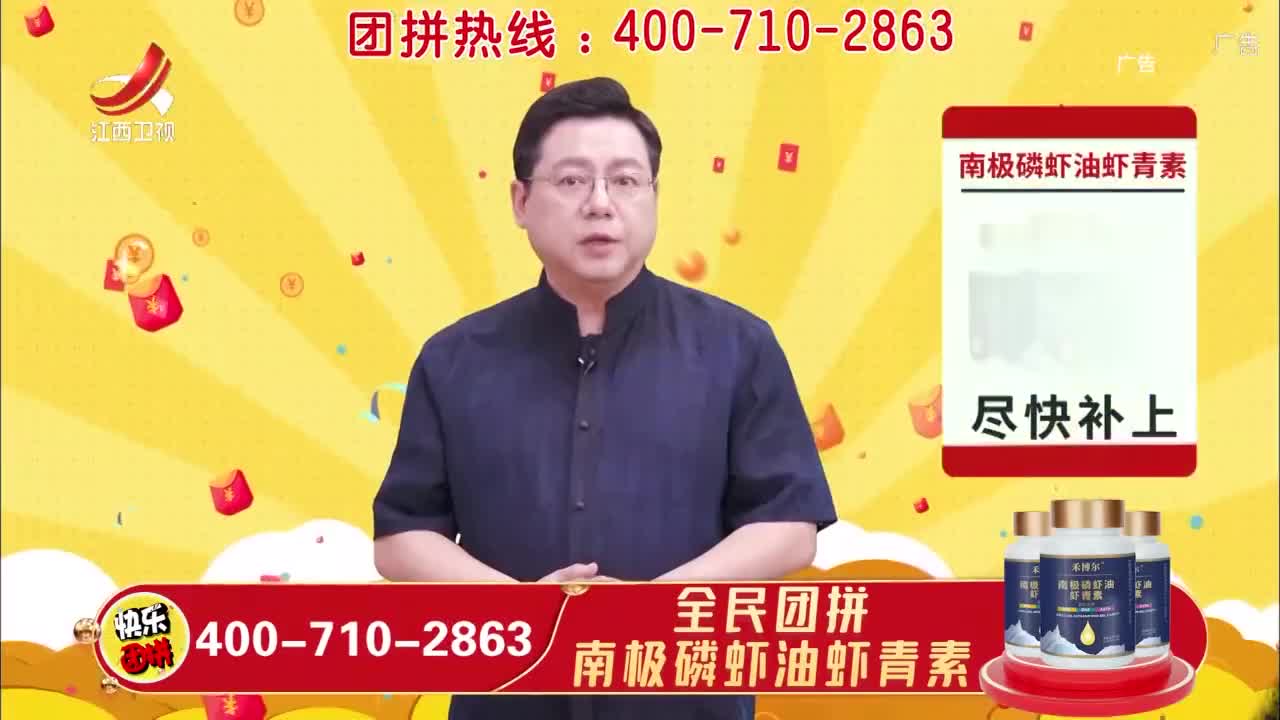 团拼热线：400-710-2863
广告
广告
江西卫视
南极磷虾油虾青素
尽快补上
禾博尔
南极磷虾油
虾青素
快乐
团拼
400-710-2863
全民团拼
南极磷虾油虾青素